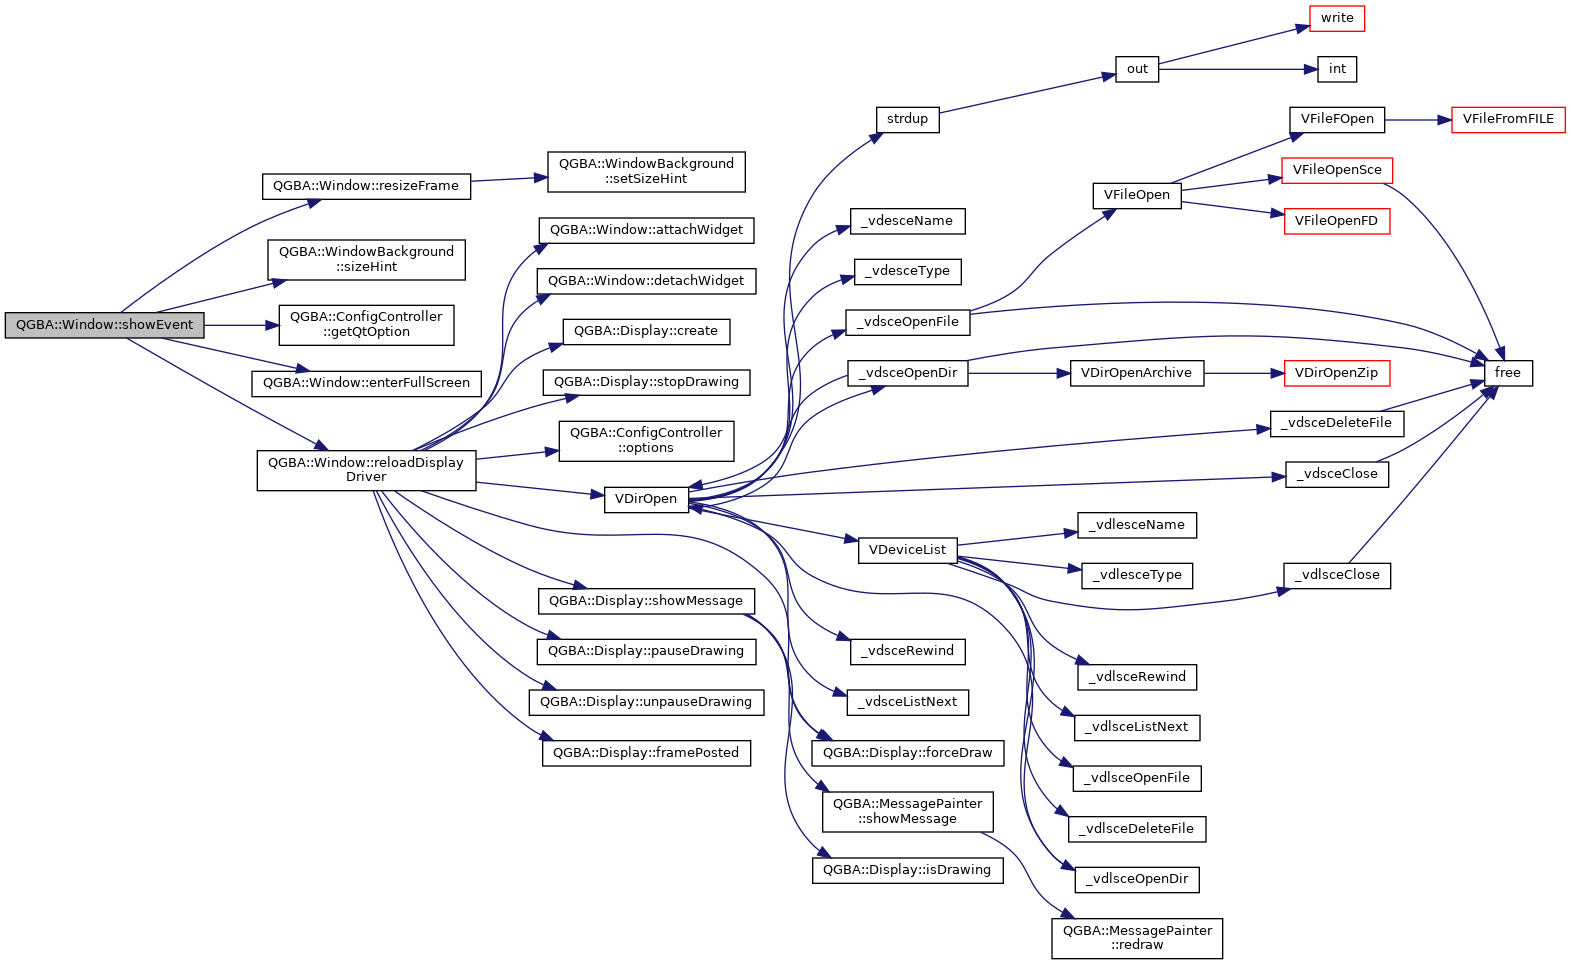 write
out
int
strdup
VFileFOpen
VFileFromFILE
QGBA::WindowBackground
::setSizeHint
VFileOpenSce
QGBA::Window::resizeFrame
VFileOpen
_vdesceName
VFileOpenFD
QGBA::Window::attachWidget
QGBA::WindowBackground
::sizeHint
_vdesceType
QGBA::Window::detachWidget
QGBA::ConfigController
::getQtOption
QGBA::Window::showEvent
_vdsceOpenFile
QGBA::Display::create
_vdsceOpenDir
VDirOpenArchive
VDirOpenZip
free
QGBA::Window::enterFullScreen
QGBA::Display::stopDrawing
_vdsceDeleteFile
QGBA::ConfigController
::options
QGBA::Window::reloadDisplay
Driver
_vdsceClose
VDirOpen
_vdlesceName
VDeviceList
_vdlesceType
_vdlsceClose
QGBA::Display::showMessage
QGBA::Display::pauseDrawing
_vdsceRewind
_vdlsceRewind
QGBA::Display::unpauseDrawing
_vdsceListNext
_vdlsceListNext
QGBA::Display::framePosted
QGBA::Display::forceDraw
_vdlsceOpenFile
QGBA::MessagePainter
::showMessage
_vdlsceDeleteFile
QGBA::Display::isDrawing
_vdlsceOpenDir
QGBA::MessagePainter
::redraw